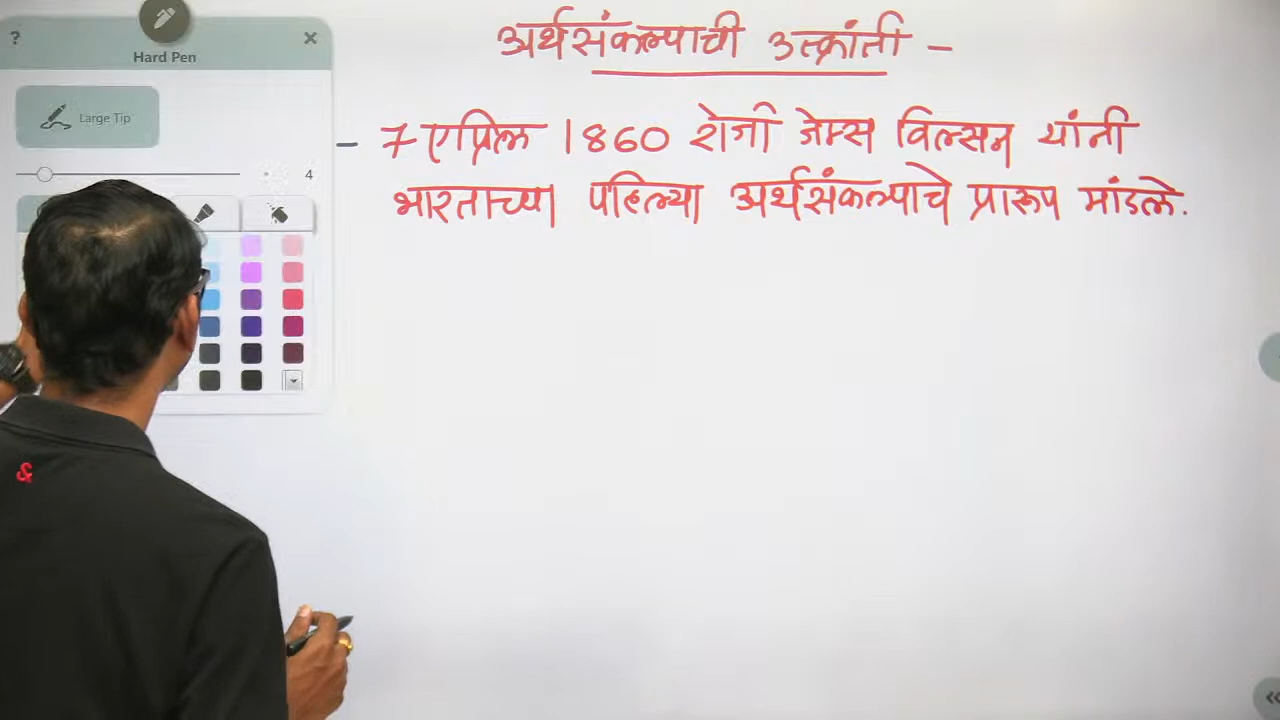 ?
Hard Pen
Large Tip
4
अर्थसंकल्पाची उत्क्रांती –
– 7 एप्रिल 1860 रोजी जेम्स विल्सन यांनी
भारताच्या पहिल्या अर्थसंकल्पाचे प्रारूप मांडले.
&